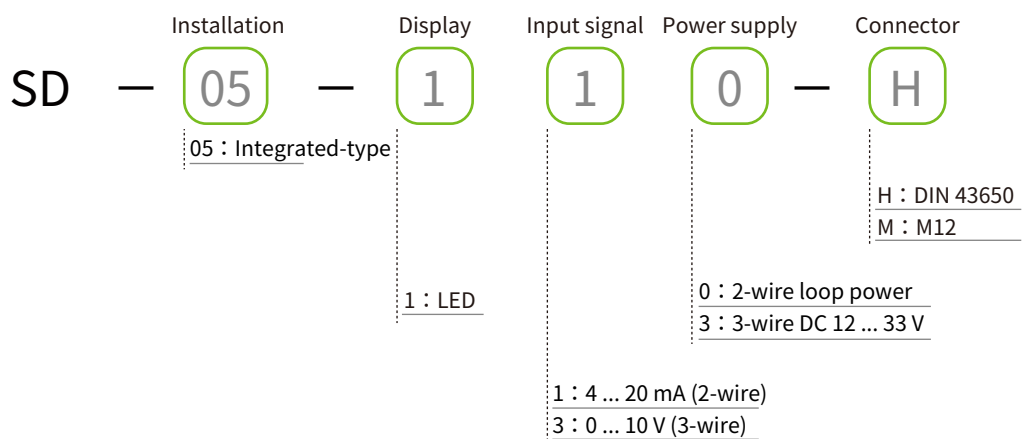 Installation Display Input signal Power supply Connector
SD — 05 — 1 1 0 — H
05：Integrated-type
H：DIN 43650
M：M12
1：LED
0：2-wire loop power
3：3-wire DC 12 ... 33 V
1：4 ... 20 mA (2-wire)
3：0 ... 10 V (3-wire)